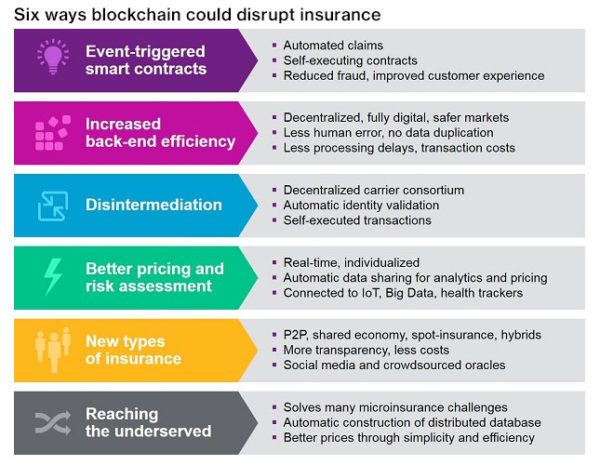 Six ways blockchain could disrupt insurance
Event-triggered
smart contracts
▪ Automated claims
▪ Self-executing contracts
▪ Reduced fraud, improved customer experience
Increased
back-end efficiency
▪ Decentralized, fully digital, safer markets
▪ Less human error, no data duplication
▪ Less processing delays, transaction costs
Disintermediation
▪ Decentralized carrier consortium
▪ Automatic identity validation
▪ Self-executed transactions
Better pricing and
risk assessment
▪ Real-time, individualized
▪ Automatic data sharing for analytics and pricing
▪ Connected to IoT, Big Data, health trackers
New types
of insurance
▪ P2P, shared economy, spot-insurance, hybrids
▪ More transparency, less costs
▪ Social media and crowdsourced oracles
Reaching
the underserved
▪ Solves many microinsurance challenges
▪ Automatic construction of distributed database
▪ Better prices through simplicity and efficiency